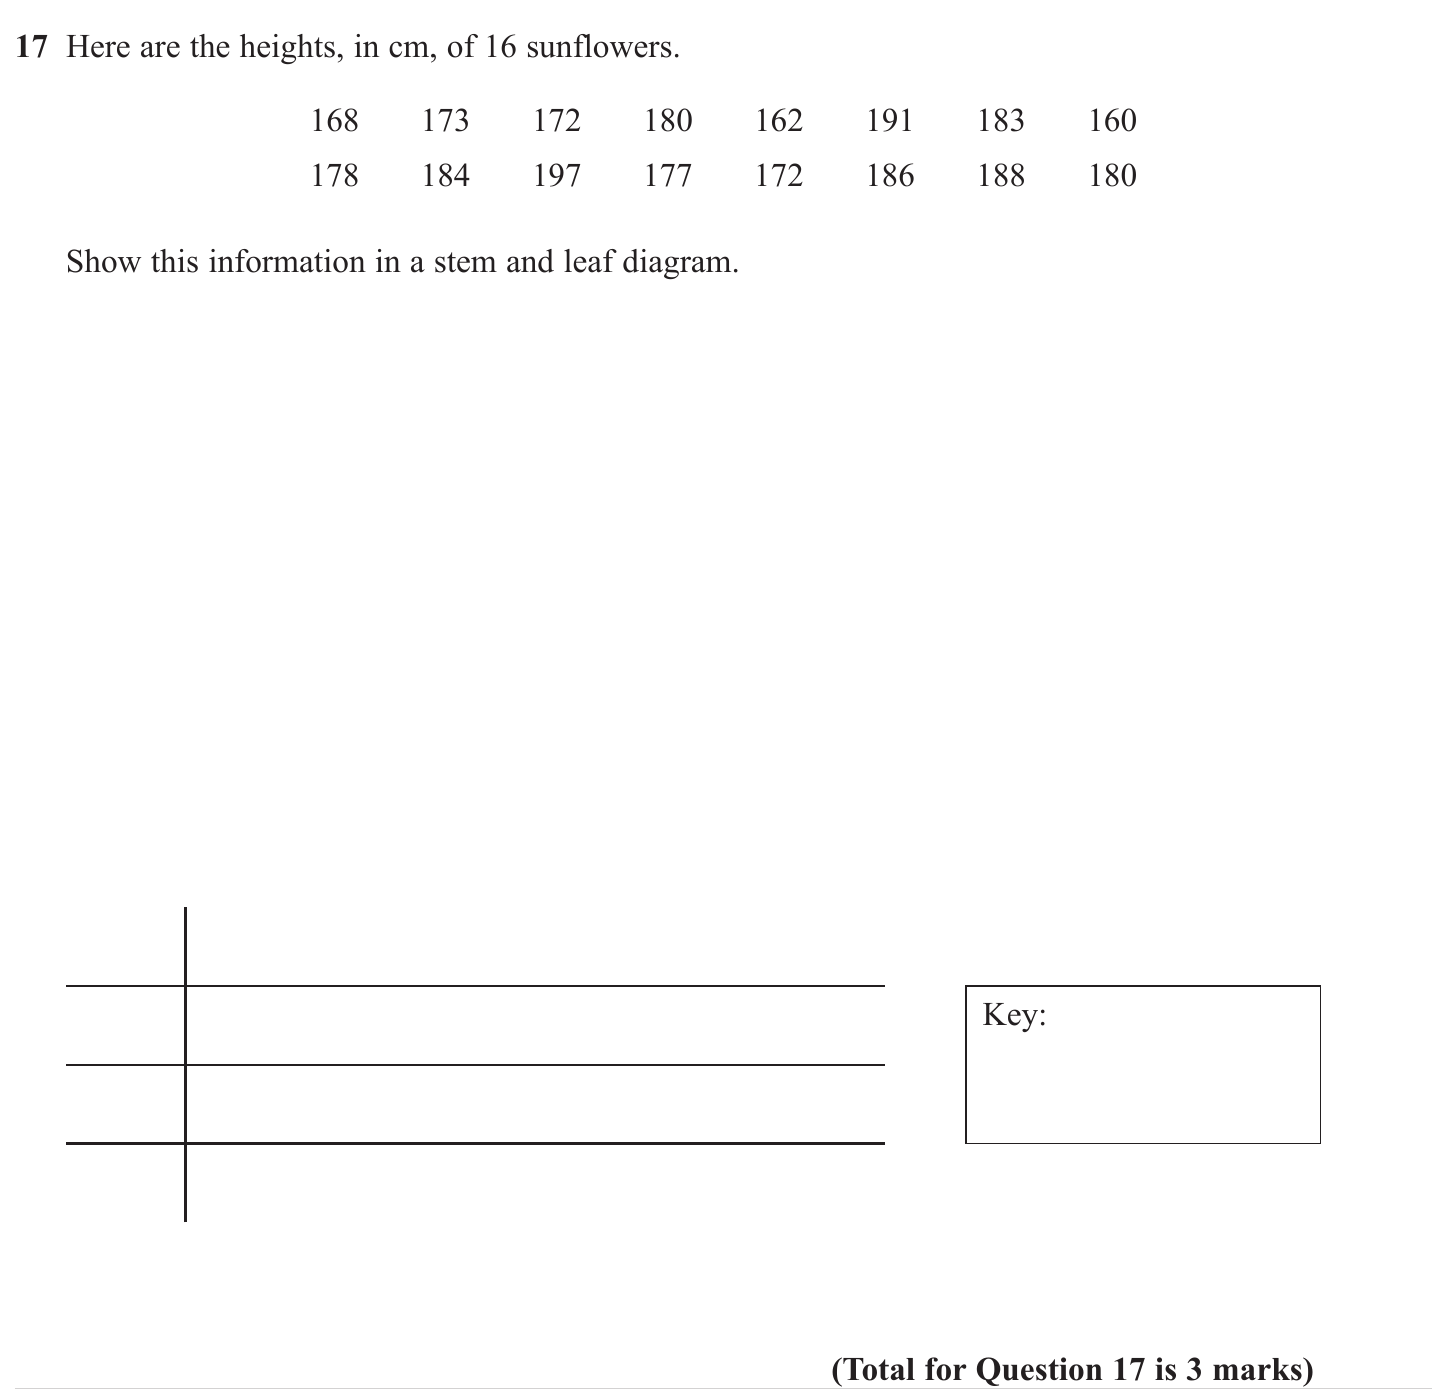 17 Here are the heights, in cm, of 16 sunflowers.
168 173 172 180 162 191 183 160
178 184 197 177 172 186 188 180
Show this information in a stem and leaf diagram.
Key:
(Total for Question 17 is 3 marks)